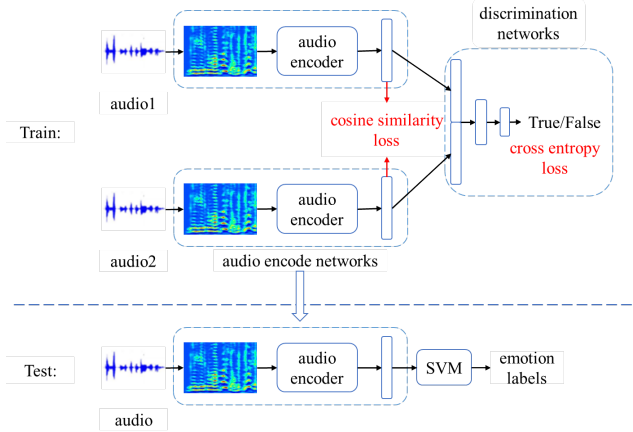 discrimination
networks
audio
encoder
audio1
Train:
cosine similarity
loss
True/False
cross entropy
loss
audio
encoder
audio2
audio encode networks
Test:
audio
encoder
SVM
emotion
labels
audio